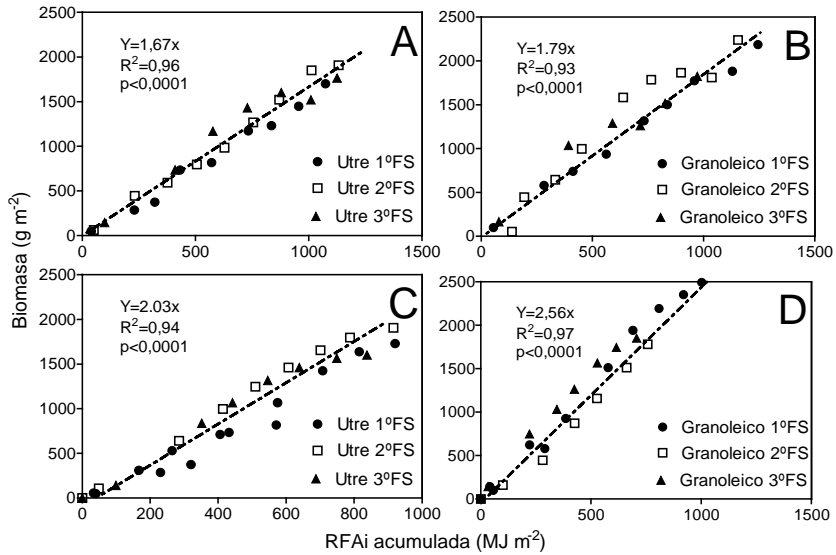 A
Y=1,67x
R²=0,96
p<0,0001
Utre 1ºFS
Utre 2ºFS
Utre 3ºFS
2500
2000
1500
1000
500
0
0
500
1000
1500
B
Y=1.79x
R²=0,93
p<0,0001
Granoleico 1ºFS
Granoleico 2ºFS
Granoleico 3ºFS
2500
2000
1500
1000
500
0
0
500
1000
1500
Biomasa (g m⁻²)
C
Y=2.03x
R²=0,94
p<0,0001
Utre 1ºFS
Utre 2ºFS
Utre 3ºFS
2500
2000
1500
1000
500
0
0
200
400
600
800
1000
D
Y=2,56x
R²=0,97
p<0,0001
Granoleico 1ºFS
Granoleico 2ºFS
Granoleico 3ºFS
2500
2000
1500
1000
500
0
0
500
1000
1500
RFAi acumulada (MJ m⁻²)